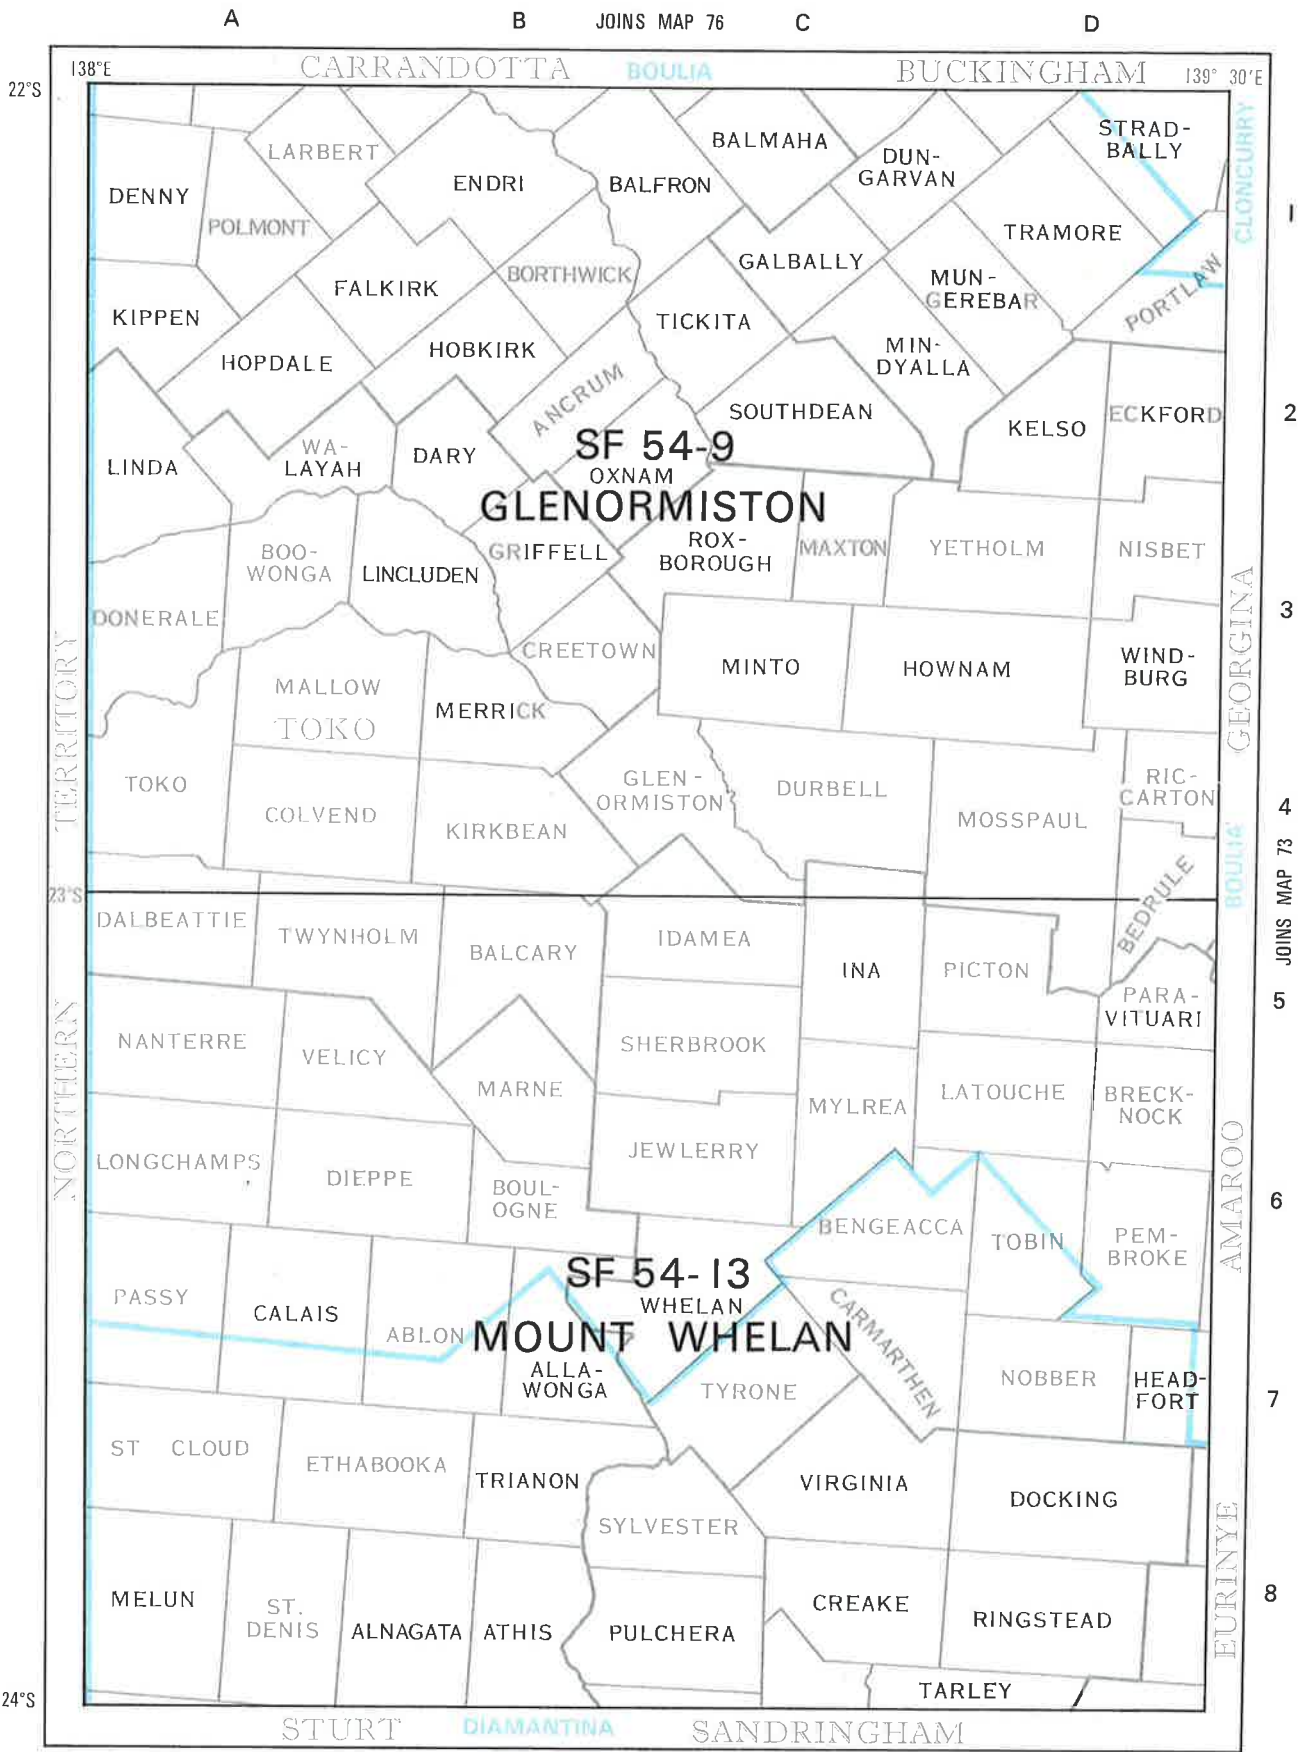 A B JOINS MAP 76 C D
138°E CARRANDOTTA BOULIA BUCKINGHAM 139° 30'E
22°S
STRAD-
BALLY
CLONCURRY
BALMAHA
LARBERT
DUN-
GARVAN
ENDRI
BALFRON
DENNY
1
POLMONT
TRAMORE
GALBALLY
BORTHWICK
MUN-
GEREBAR
PORTLAW
FALKIRK
KIPPEN
TICKITA
HOBKIRK
MIN-
DYALLA
HOPDALE
ANCRUM
SOUTHDEAN
ECKFORD
2
KELSO
SF 54-9
WA-
LAYAH
DARY
LINDA
OXNAM
GLENORMISTON
BOO-
WONGA
GRIFFELL
ROX-
BOROUGH
MAXTON
YETHOLM
NISBET
LINCLUDEN
GEORGINA
DONERALE
3
CREETOWN
MINTO
HOWNAM
WIND-
BURG
TERRITORY
MALLOW
MERRICK
TOKO
TOKO
GLEN-
ORMISTON
DURBELL
RIC-
CARTON
4
COLVEND
KIRKBEAN
MOSSPAUL
BOULIA
JOINS MAP 73
BEDRULE
23°S
DALBEATTIE
TWYNHOLM
BALCARY
IDAMEA
INA
PICTON
PARA-
VITUARI
5
NORTHERN
NANTERRE
VELICY
SHERBROOK
MARNE
MYLREA
LATOUCHE
BRECK-
NOCK
AMAROO
LONGCHAMPS
DIEPPE
JEWLERRY
BOUL-
OGNE
6
BENGEACCA
TOBIN
PEM-
BROKE
SF 54-13
PASSY
CALAIS
WHELAN
CARMARTHEN
ABLON
MOUNT WHELAN
ALLA-
WONGA
TYRONE
NOBBER
HEAD-
FORT
7
ST CLOUD
ETHABOOKA
TRIANON
VIRGINIA
DOCKING
SYLVESTER
EURINYE
MELUN
ST.
DENIS
ALNAGATA
ATHIS
PULCHERA
CREAKE
RINGSTEAD
8
TARLEY
24°S
STURT DIAMANTINA SANDRINGHAM